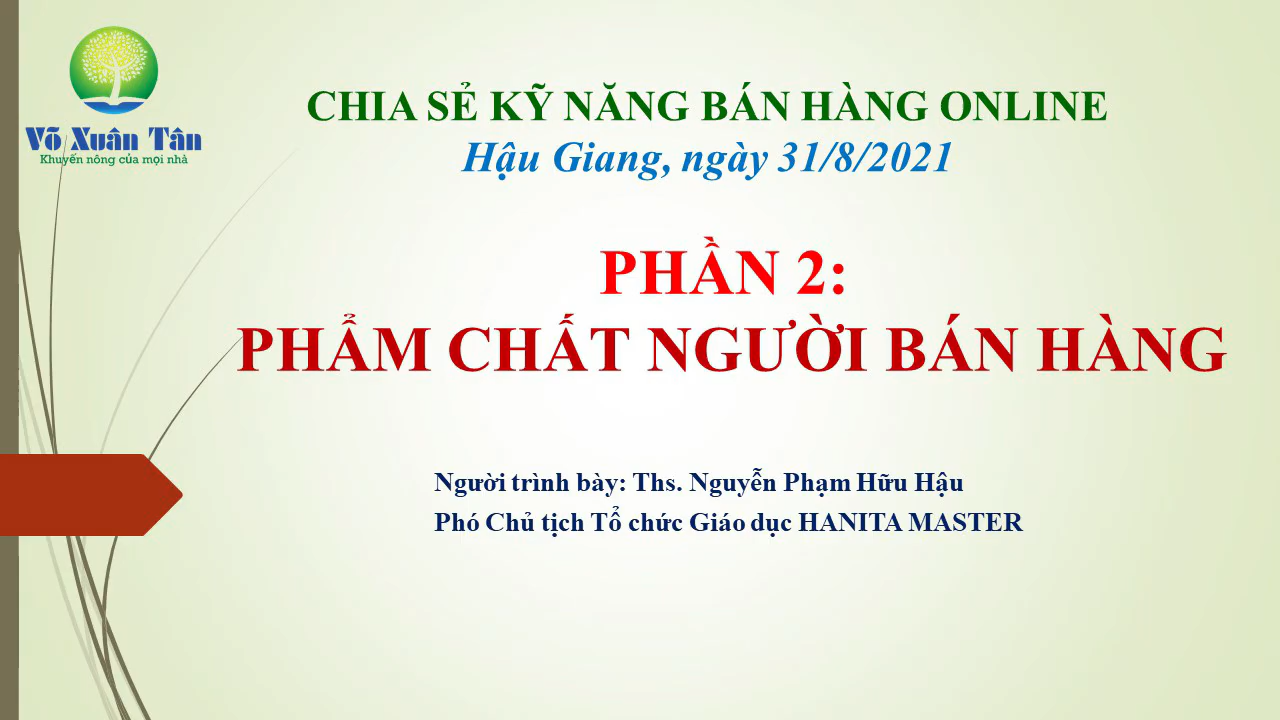 Võ Xuân Tân
Khuyến nông của mọi nhà
CHIA SẺ KỸ NĂNG BÁN HÀNG ONLINE
Hậu Giang, ngày 31/8/2021
PHẦN 2:
PHẨM CHẤT NGƯỜI BÁN HÀNG
Người trình bày: Ths. Nguyễn Phạm Hữu Hậu
Phó Chủ tịch Tổ chức Giáo dục HANITA MASTER